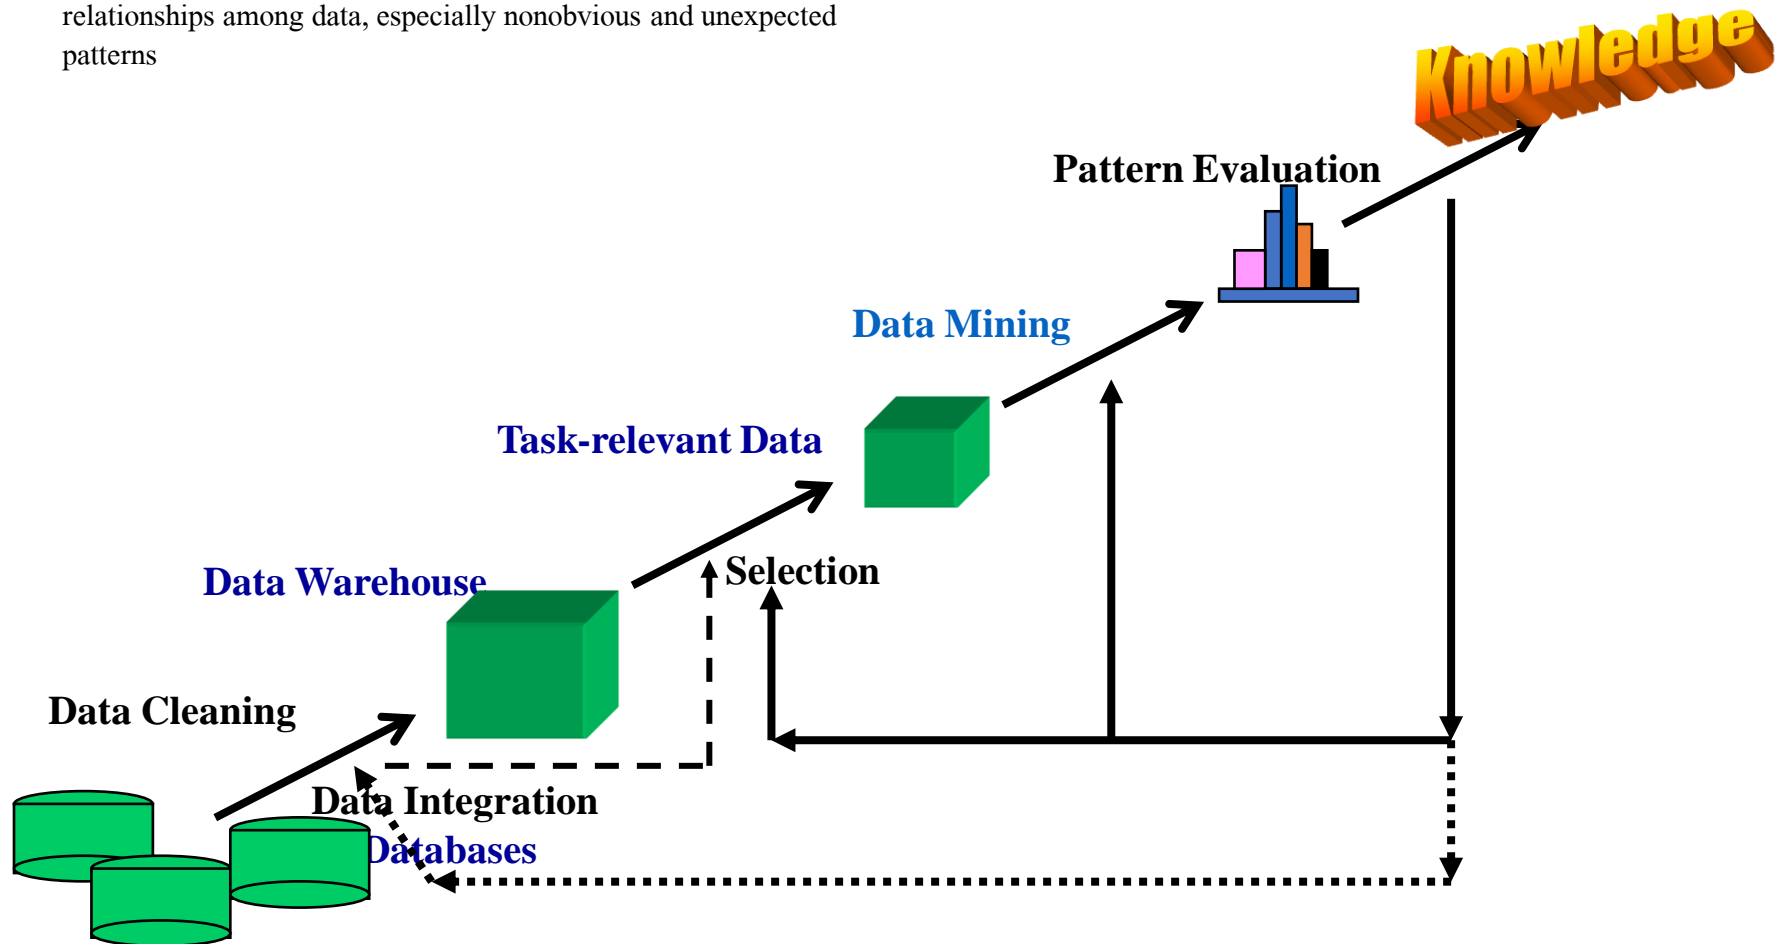 relationships among data, especially nonobvious and unexpected
patterns
Knowledge
Pattern Evaluation
Data Mining
Task-relevant Data
Selection
Data Warehouse
Data Cleaning
Data Integration
Databases